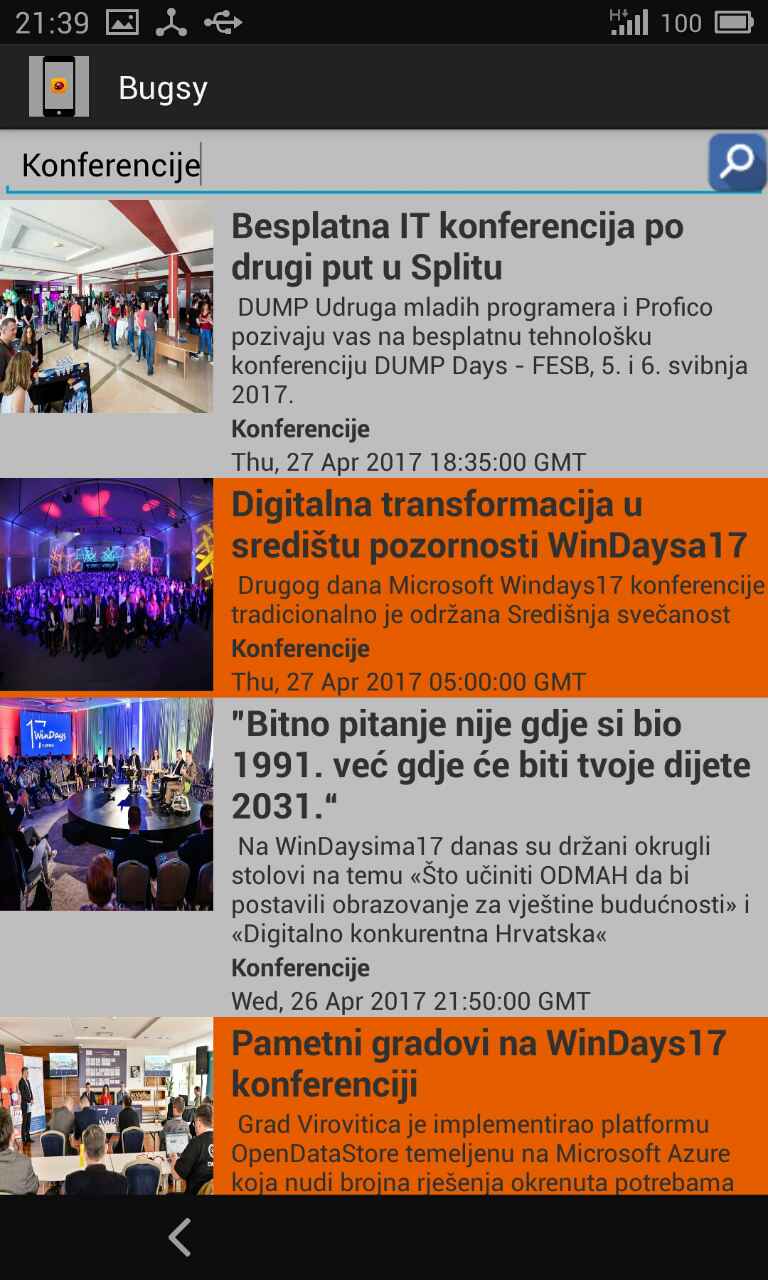 21:39
H+
100
Bugsy
Konferencije
Besplatna IT konferencija po
drugi put u Splitu
DUMP Udruga mladih programera i Profico
pozivaju vas na besplatnu tehnološku
konferenciju DUMP Days - FESB, 5. i 6. svibnja
2017.
Konferencije
Thu, 27 Apr 2017 18:35:00 GMT
Digitalna transformacija u
središtu pozornosti WinDaysa17
Drugog dana Microsoft Windays17 konferencije
tradicionalno je održana Središnja svečanost
Konferencije
Thu, 27 Apr 2017 05:00:00 GMT
17
WinDays
"Bitno pitanje nije gdje si bio
1991. već gdje će biti tvoje dijete
2031.“
Na WinDaysima17 danas su držani okrugli
stolovi na temu «Što učiniti ODMAH da bi
postavili obrazovanje za vještine budućnosti» i
«Digitalno konkurentna Hrvatska«
Konferencije
Wed, 26 Apr 2017 21:50:00 GMT
Pametni gradovi na WinDays17
konferenciji
Grad Virovitica je implementirao platformu
OpenDataStore temeljenu na Microsoft Azure
koja nudi brojna rješenja okrenuta potrebama